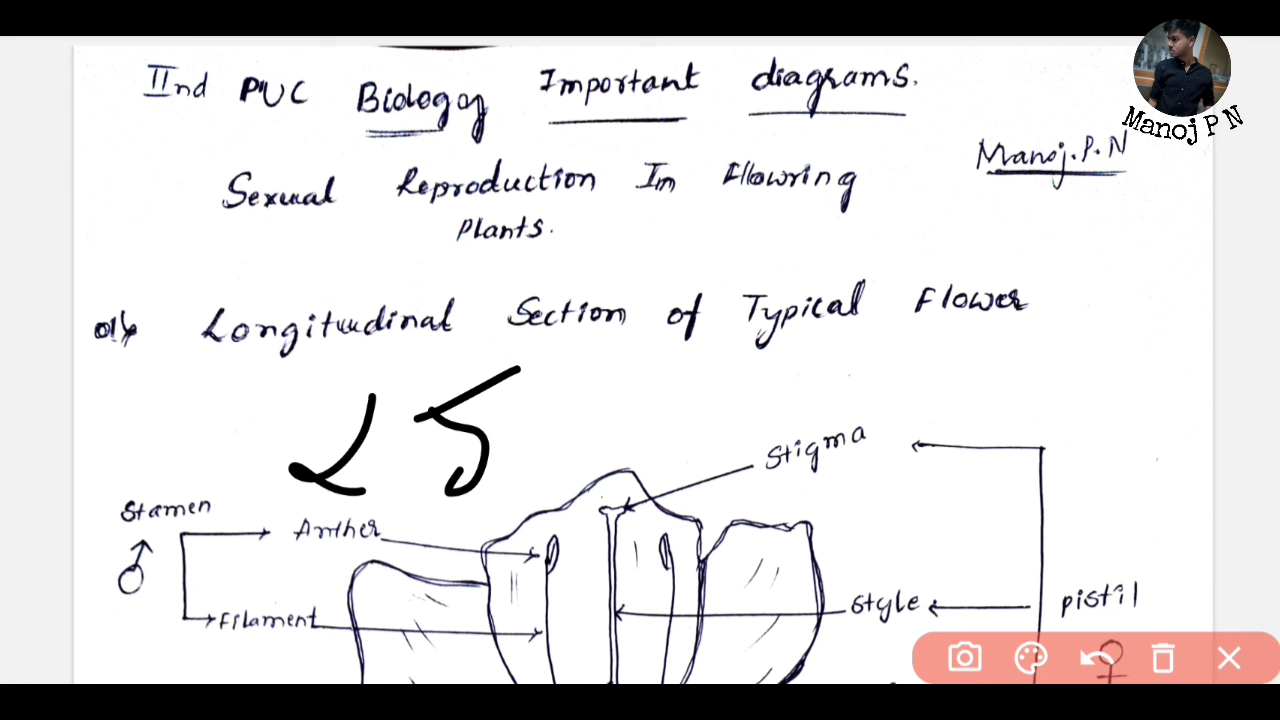 IInd PUC Biology Important diagrams.
Manoj P N
Manoj.P.N
Sexual Reproduction In Flowring
Plants.
01) Longitudinal Section of Typical Flower
25
Stigma
Stamen
Anther
♂
Filament
Style
pistil
♀